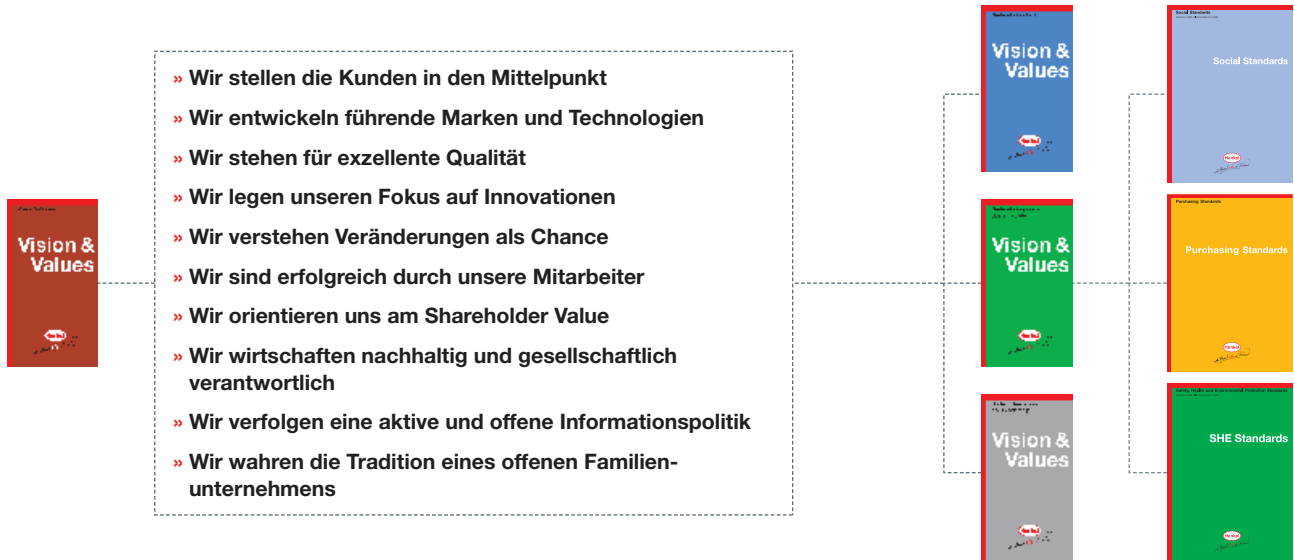 Vision &
Values
» Wir stellen die Kunden in den Mittelpunkt
» Wir entwickeln führende Marken und Technologien
» Wir stehen für exzellente Qualität
» Wir legen unseren Fokus auf Innovationen
» Wir verstehen Veränderungen als Chance
» Wir sind erfolgreich durch unsere Mitarbeiter
» Wir orientieren uns am Shareholder Value
» Wir wirtschaften nachhaltig und gesellschaftlich
verantwortlich
» Wir verfolgen eine aktive und offene Informationspolitik
» Wir wahren die Tradition eines offenen Familien-
unternehmens
Vision &
Values
Vision &
Values
Vision &
Values
Social Standards
Social Standards
Henkel
Purchasing Standards
Purchasing Standards
Henkel
Safety, Health and Environmental Protection Standards
SHE Standards
Henkel